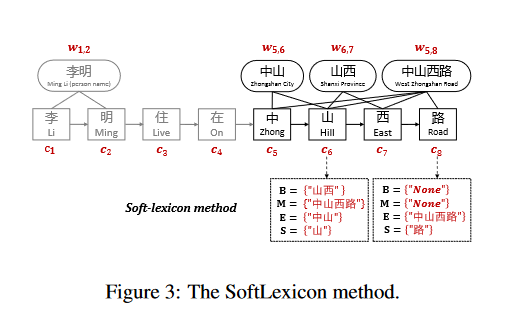 w1,2 w5,6 w6,7 w5,8
李明 中山 山西 中山西路
Ming Li (person name) Zhongshan City Shanxi Province West Zhongshan Road
李 明 住 在 中 山 西 路
Li Ming Live On Zhong Hill East Road
c1 c2 c3 c4 c5 c6 c7 c8
Soft-lexicon method
B = {"山西" }
M = {"中山西路"}
E = {"中山"}
S = {"山"}
B = {"None"}
M = {"None"}
E = {"中山西路"}
S = {"路"}
Figure 3: The SoftLexicon method.